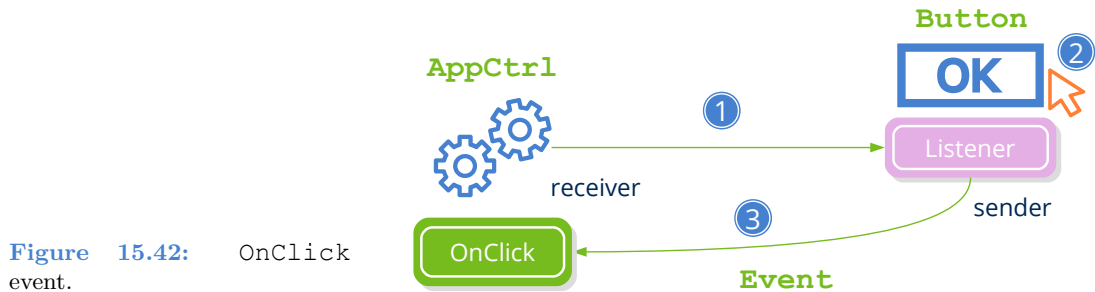 Button
2
OK
AppCtrl
1
Listener
receiver
sender
3
OnClick
Event
Figure 15.42: OnClick
event.